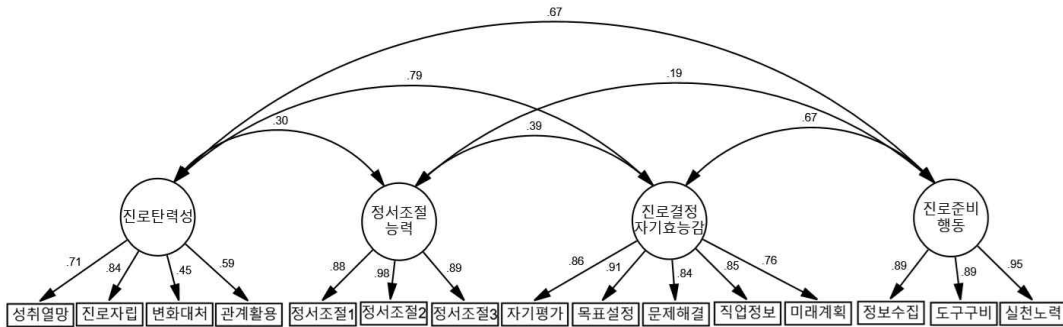 .67
.79
.19
.30
.39
.67
진로탄력성
정서조절
능력
진로결정
자기효능감
진로준비
행동
.71
.84
.45
.59
.88
.98
.89
.86
.91
.84
.85
.76
.89
.89
.95
성취열망
진로자립
변화대처
관계활용
정서조절1
정서조절2
정서조절3
자기평가
목표설정
문제해결
직업정보
미래계획
정보수집
도구구비
실천노력